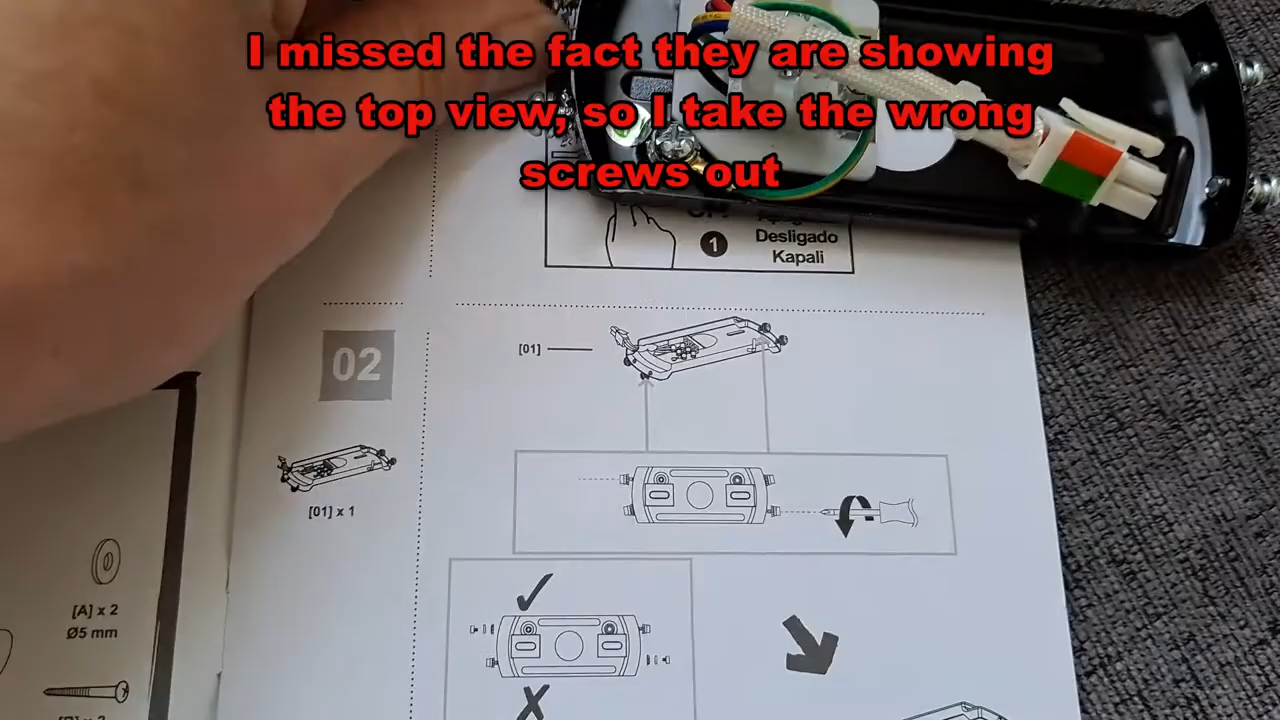 I missed the fact they are showing
the top view, so I take the wrong
screws out
1
Desligado
Kapali
02
[01]
[01] x 1
[A] x 2
Ø5 mm